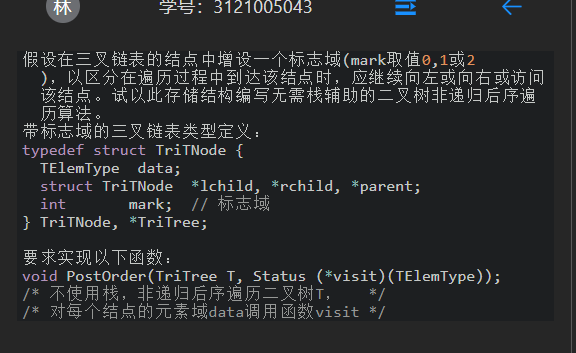 林 学号: 3121005043
假设在三叉链表的结点中增设一个标志域(mark取值0,1或2
),以区分在遍历过程中到达该结点时,应继续向左或向右或访问
该结点。试以此存储结构编写无需栈辅助的二叉树非递归后序遍
历算法。
带标志域的三叉链表类型定义:
typedef struct TriTNode {
TElemType data;
struct TriTNode *lchild, *rchild, *parent;
int mark; // 标志域
} TriTNode, *TriTree;
要求实现以下函数:
void PostOrder(TriTree T, Status (*visit)(TElemType));
/* 不使用栈,非递归后序遍历二叉树T, */
/* 对每个结点的元素域data调用函数visit */